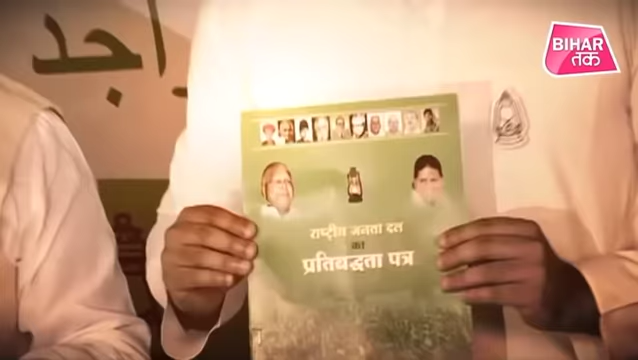 BIHAR
तक
राष्ट्रीय जनता दल
का
प्रतिबद्धता पत्र